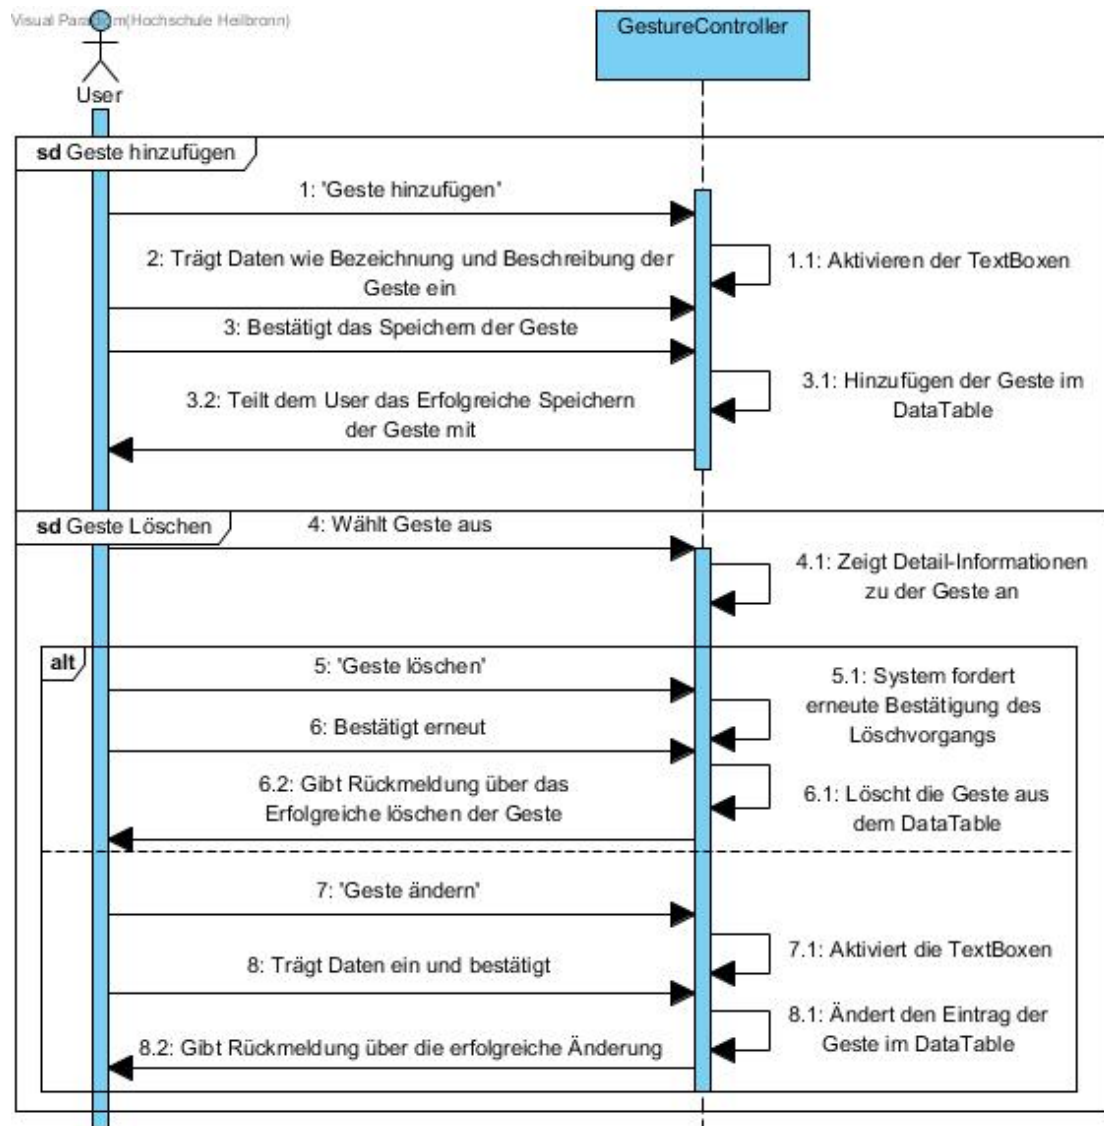 Visual Paradigm(Hochschule Heilbronn)
User
GestureController
sd Geste hinzufügen
1: 'Geste hinzufügen'
1.1: Aktivieren der TextBoxen
2: Trägt Daten wie Bezeichnung und Beschreibung der
Geste ein
3: Bestätigt das Speichern der Geste
3.1: Hinzufügen der Geste im
DataTable
3.2: Teilt dem User das Erfolgreiche Speichern
der Geste mit
sd Geste Löschen
4: Wählt Geste aus
4.1: Zeigt Detail-Informationen
zu der Geste an
alt
5: 'Geste löschen'
5.1: System fordert
erneute Bestätigung des
Löschvorgangs
6: Bestätigt erneut
6.1: Löscht die Geste aus
dem DataTable
6.2: Gibt Rückmeldung über das
Erfolgreiche löschen der Geste
7: 'Geste ändern'
7.1: Aktiviert die TextBoxen
8: Trägt Daten ein und bestätigt
8.1: Ändert den Eintrag der
Geste im DataTable
8.2: Gibt Rückmeldung über die erfolgreiche Änderung